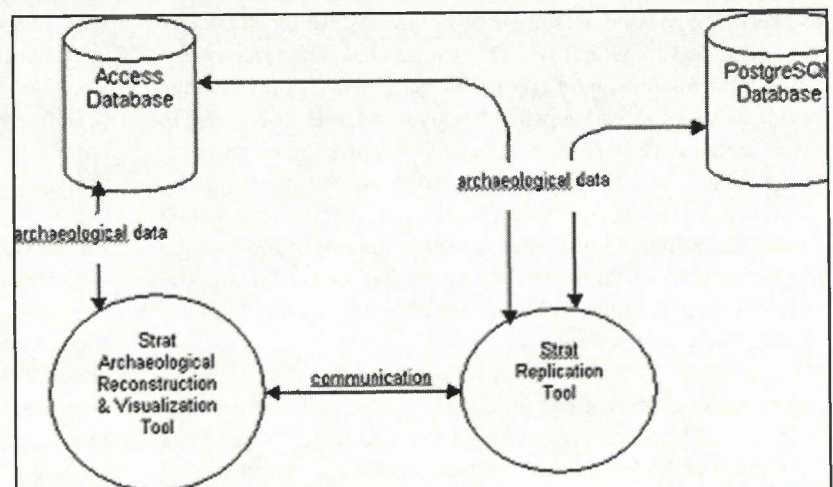 Access
Database
PostgreSQL
Database
archaeological data
archaeological data
Strat
Archaeological
Reconstruction
& Visualization
Tool
communication
Strat
Replication
Tool